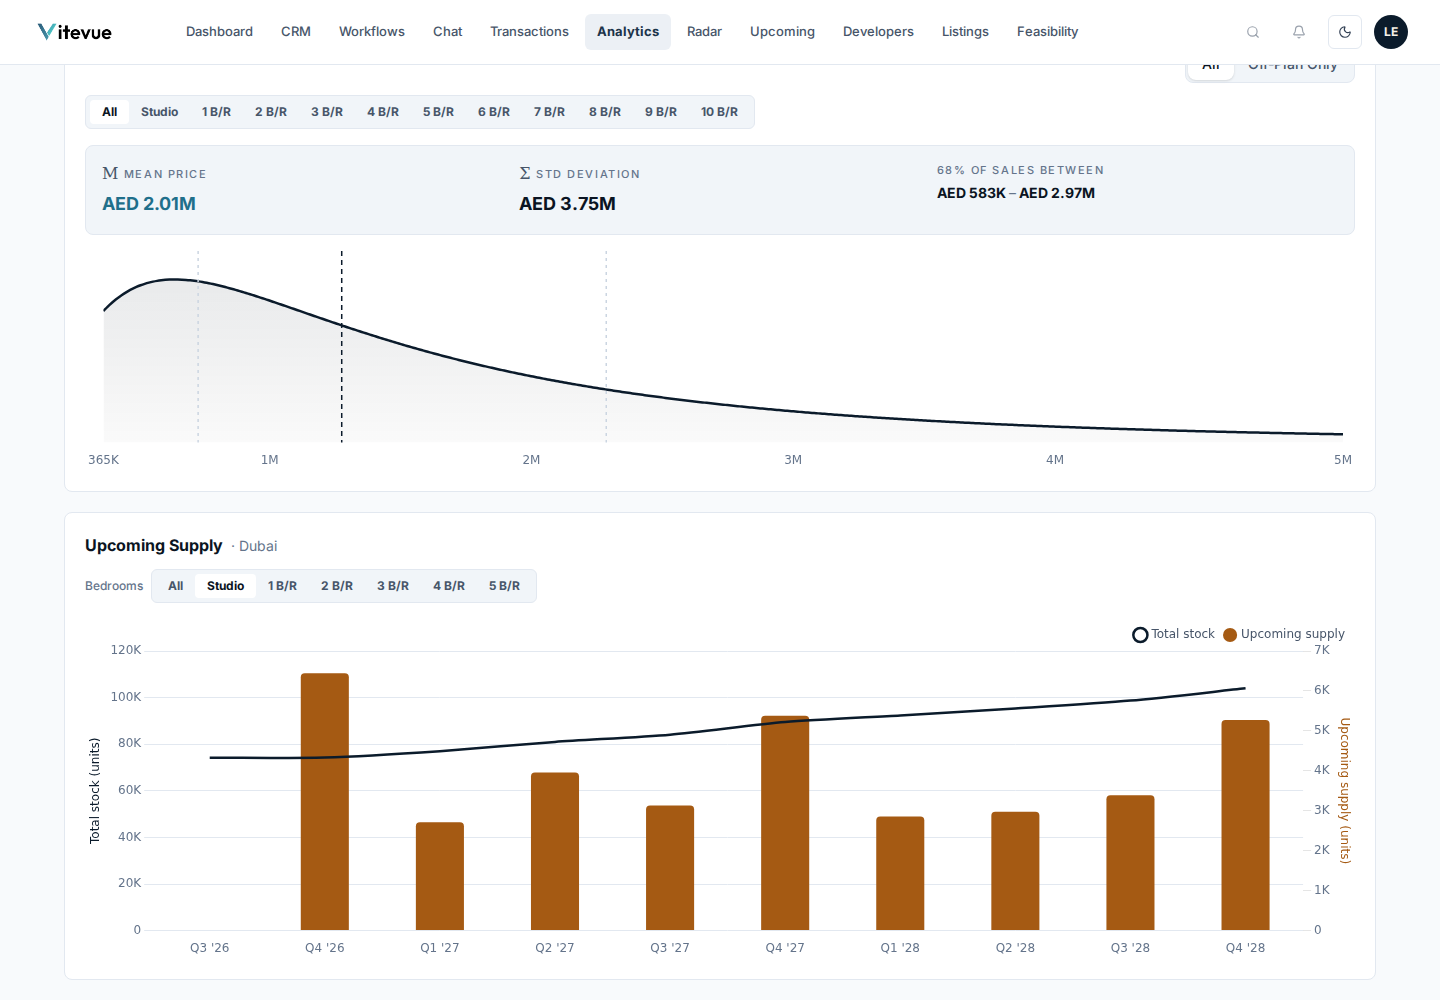 Vitevue Dashboard CRM Workflows Chat Transactions Analytics Radar Upcoming Developers Listings Feasibility LE
All Off-Plan Only
All Studio 1 B/R 2 B/R 3 B/R 4 B/R 5 B/R 6 B/R 7 B/R 8 B/R 9 B/R 10 B/R
Μ MEAN PRICE Σ STD DEVIATION 68% OF SALES BETWEEN
AED 2.01M AED 3.75M AED 583K – AED 2.97M
365K 1M 2M 3M 4M 5M
Upcoming Supply · Dubai
Bedrooms All Studio 1 B/R 2 B/R 3 B/R 4 B/R 5 B/R
Total stock Upcoming supply
120K 7K
100K 6K
5K
80K
4K
60K
3K
40K
2K
20K
1K
0 0
Total stock (units)
Upcoming supply (units)
Q3 '26 Q4 '26 Q1 '27 Q2 '27 Q3 '27 Q4 '27 Q1 '28 Q2 '28 Q3 '28 Q4 '28